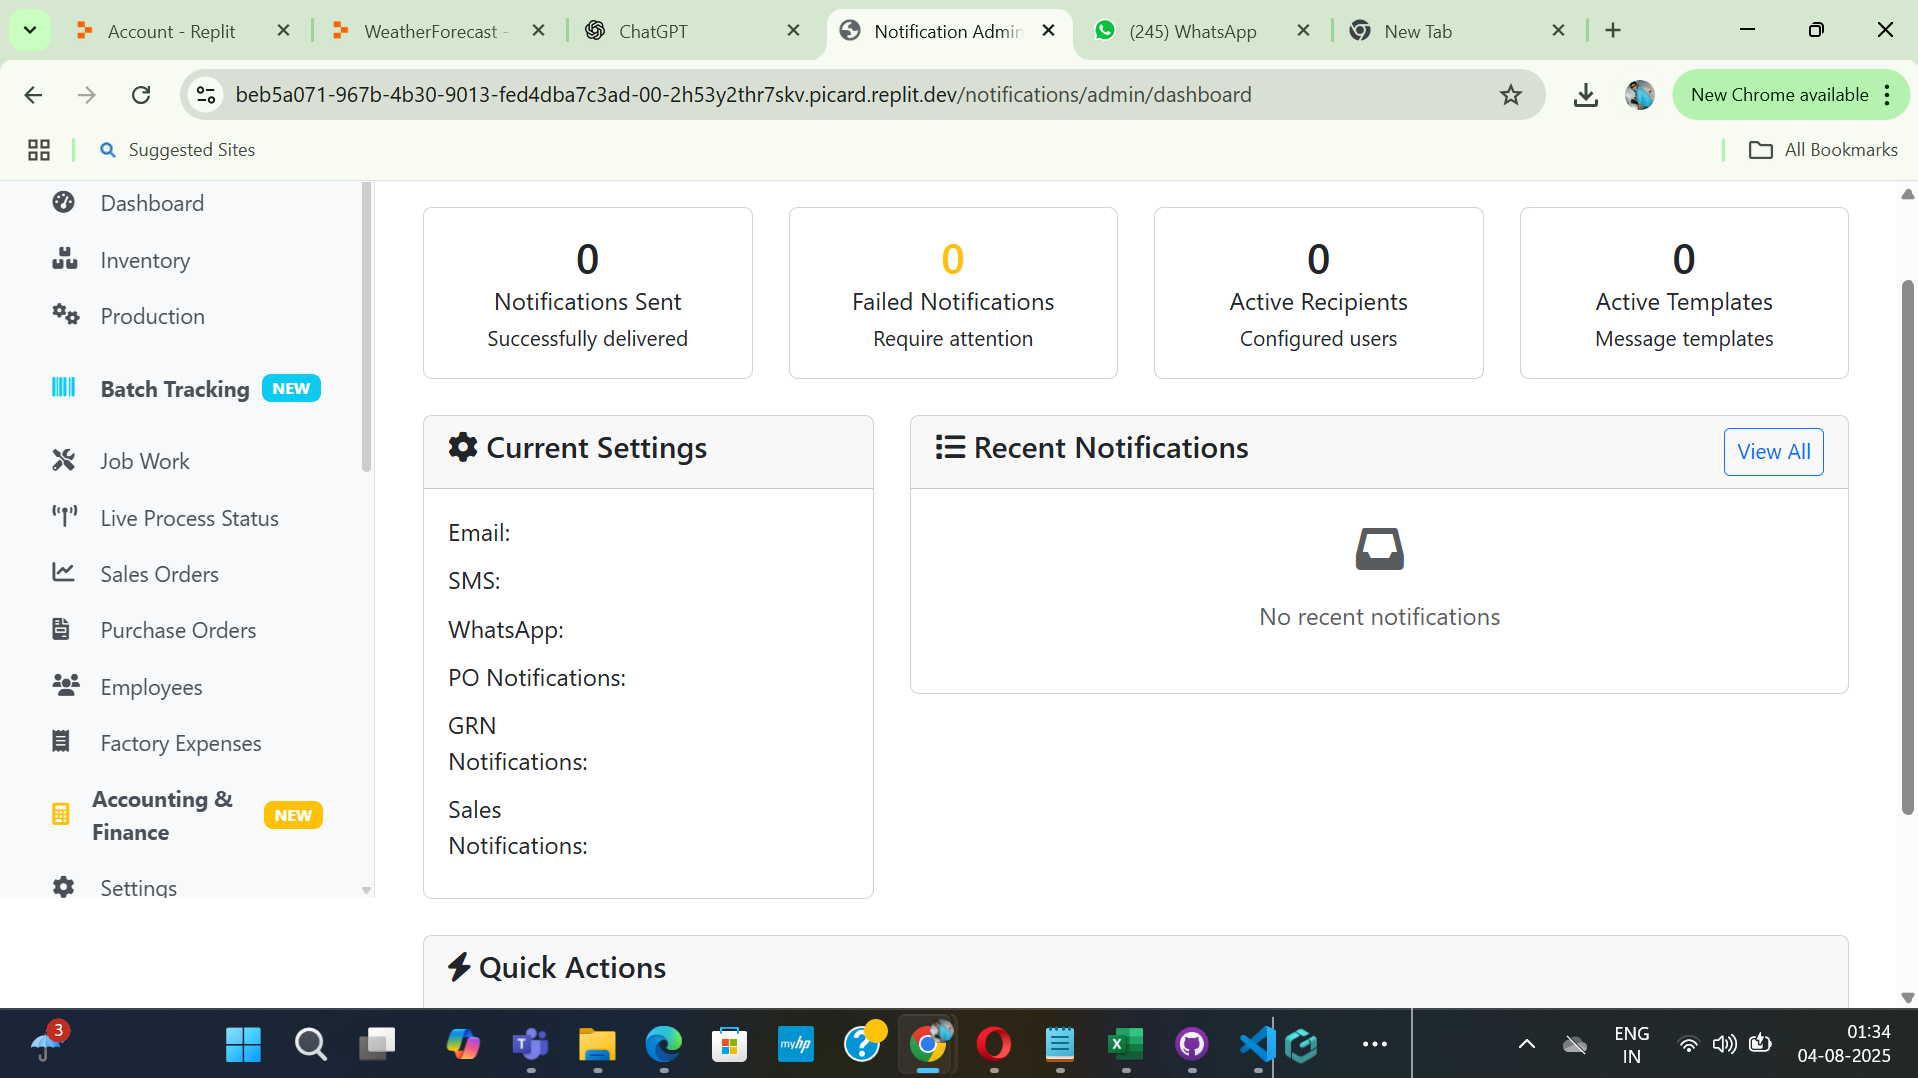 Account - Replit
WeatherForecast -
ChatGPT
Notification Admin
(245) WhatsApp
New Tab
beb5a071-967b-4b30-9013-fed4dba7c3ad-00-2h53y2thr7skv.picard.replit.dev/notifications/admin/dashboard
New Chrome available
Suggested Sites
All Bookmarks
Dashboard
Inventory
Production
Batch Tracking NEW
Job Work
Live Process Status
Sales Orders
Purchase Orders
Employees
Factory Expenses
Accounting &
Finance
NEW
Settings
0
Notifications Sent
Successfully delivered
0
Failed Notifications
Require attention
0
Active Recipients
Configured users
0
Active Templates
Message templates
Current Settings
Email:
SMS:
WhatsApp:
PO Notifications:
GRN
Notifications:
Sales
Notifications:
Recent Notifications
View All
No recent notifications
Quick Actions
3
myhp
ENG
IN
01:34
04-08-2025